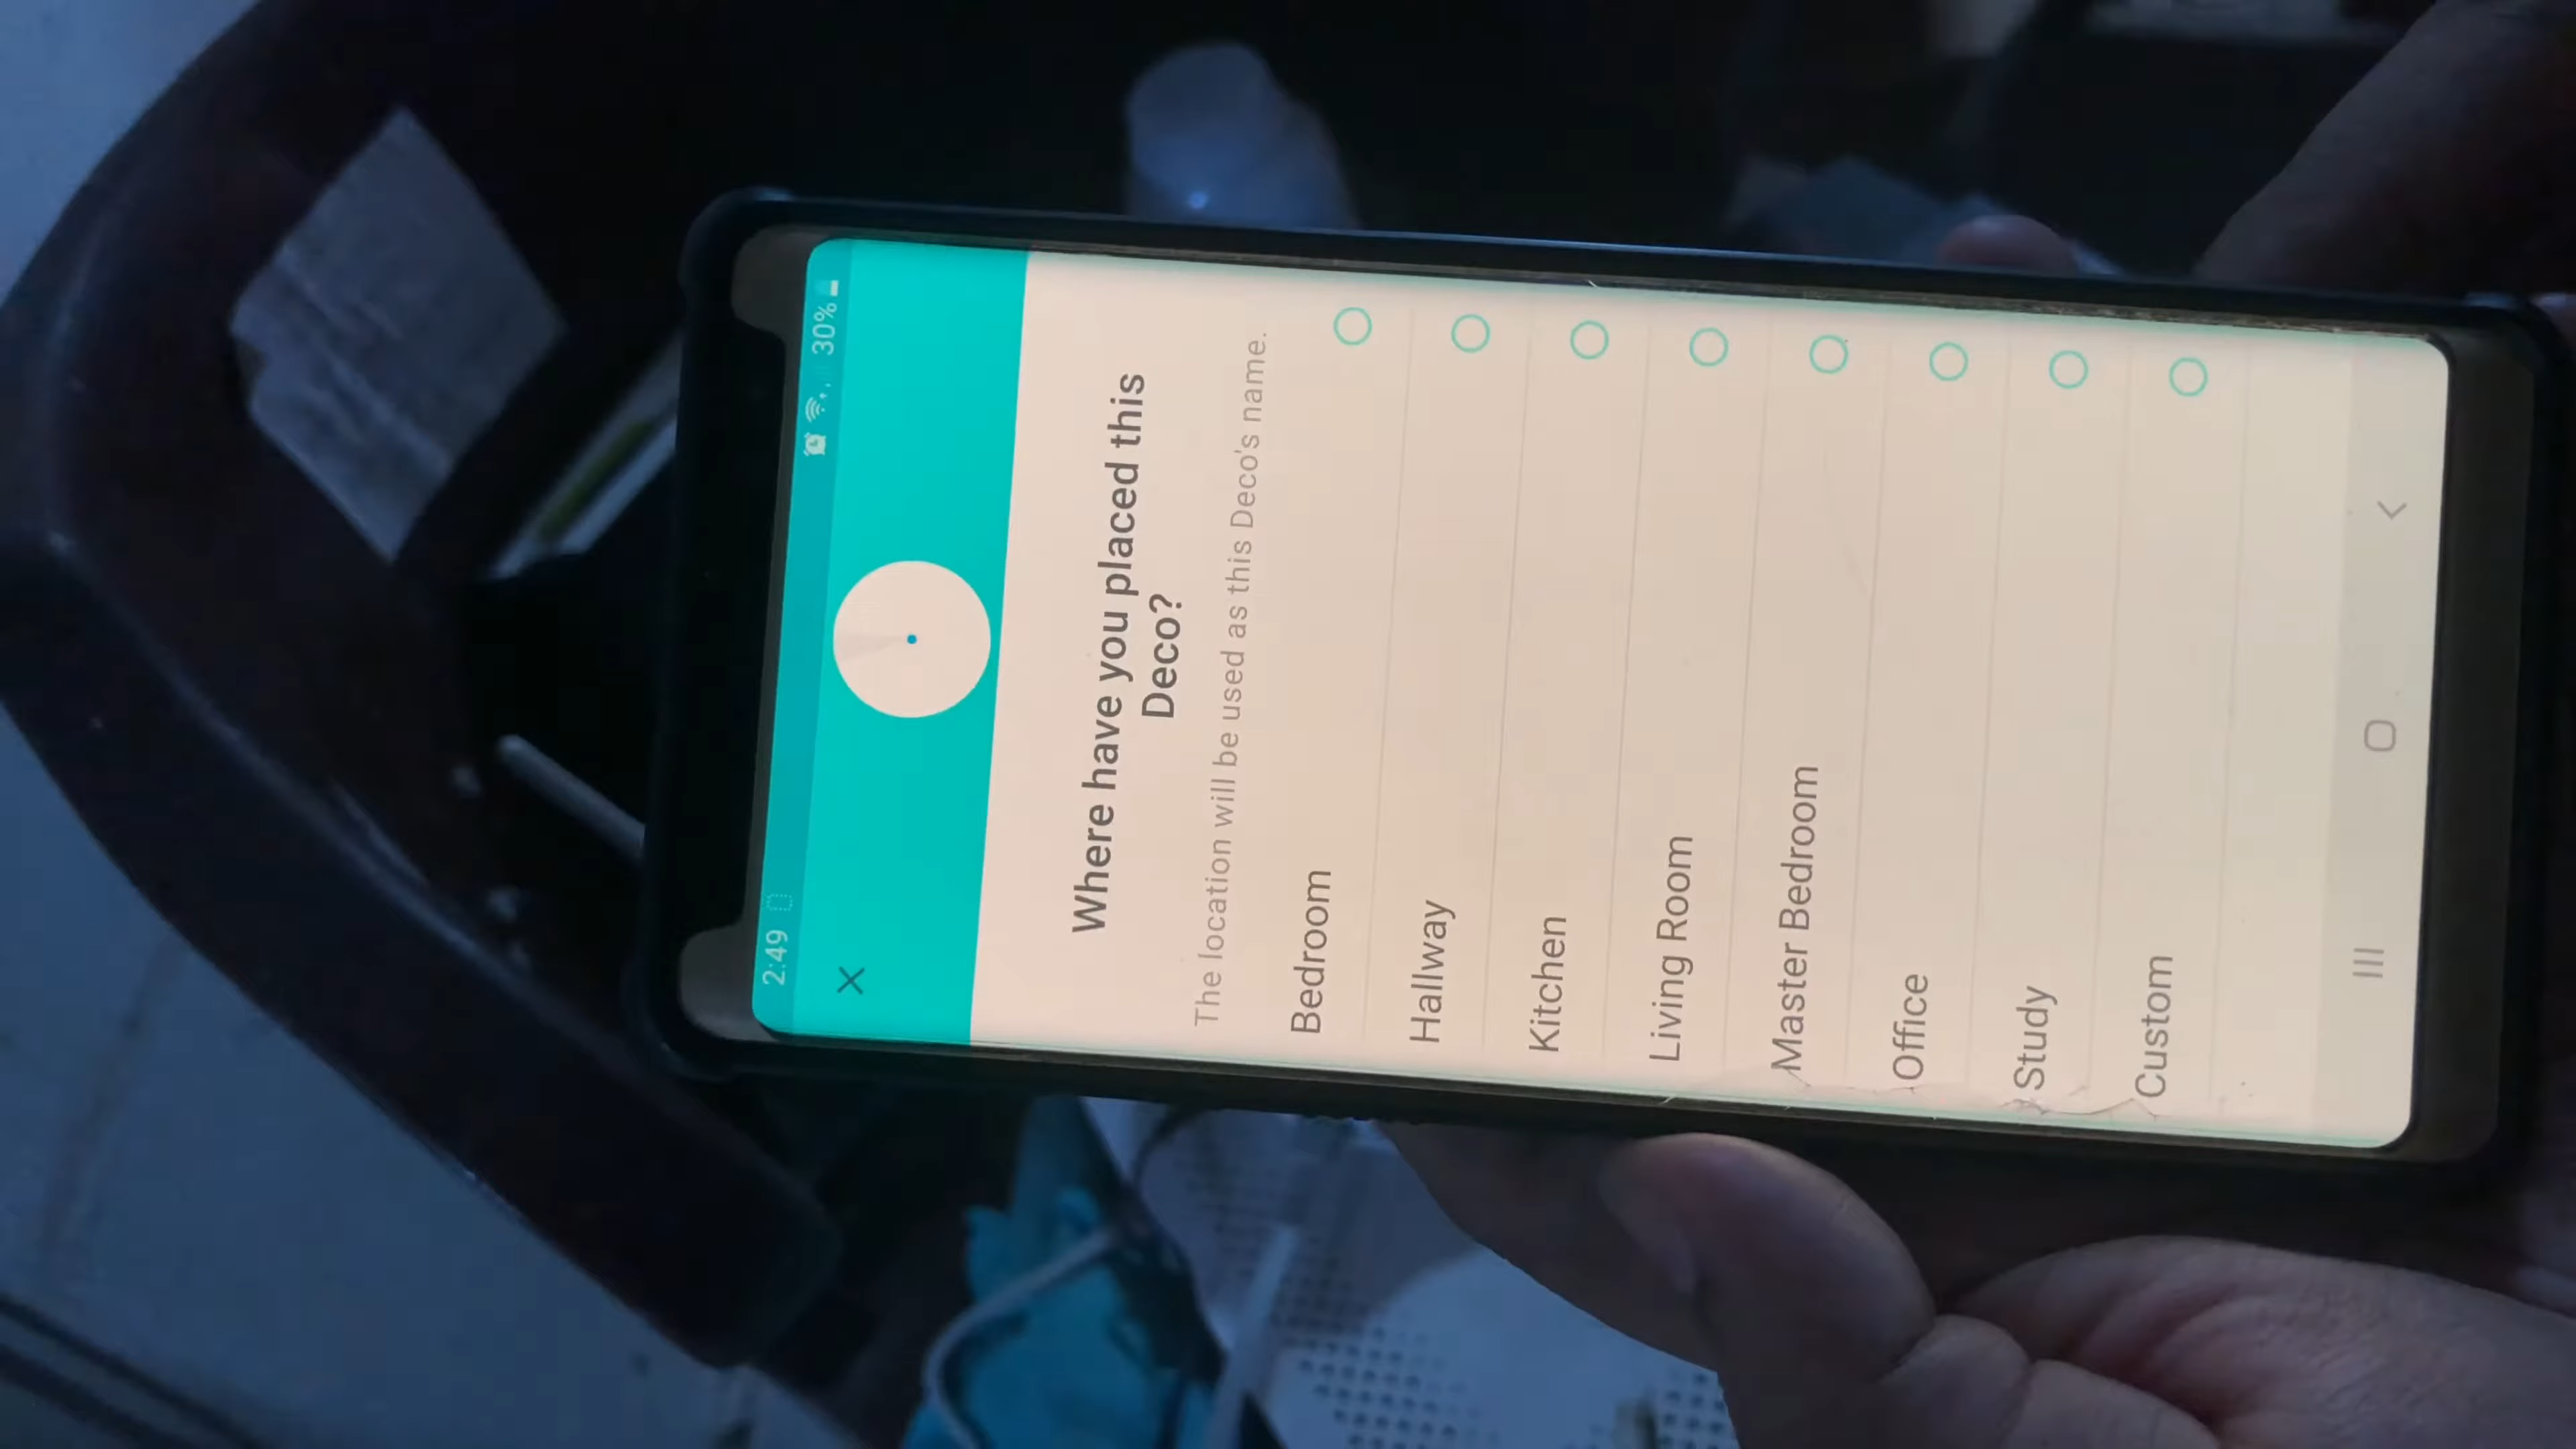 2:49 30%
Where have you placed this
Deco?
The location will be used as this Deco's name.
Bedroom
Hallway
Kitchen
Living Room
Master Bedroom
Office
Study
Custom